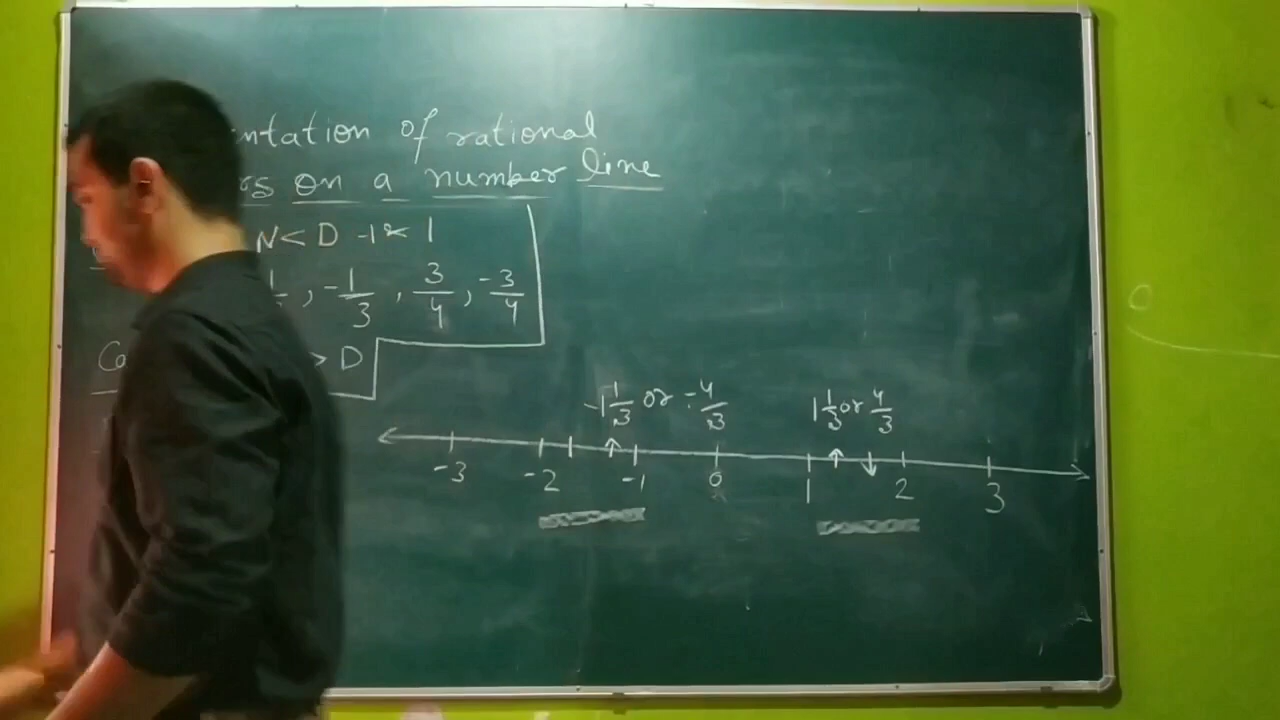 ntation of rational
rs on a number line
N < D -1 < 1
, -1/3 , 3/4 , -3/4
Ca > D
-1 1/3 or -4/3 1 1/3 or 4/3
-3 -2 -1 0 1 2 3